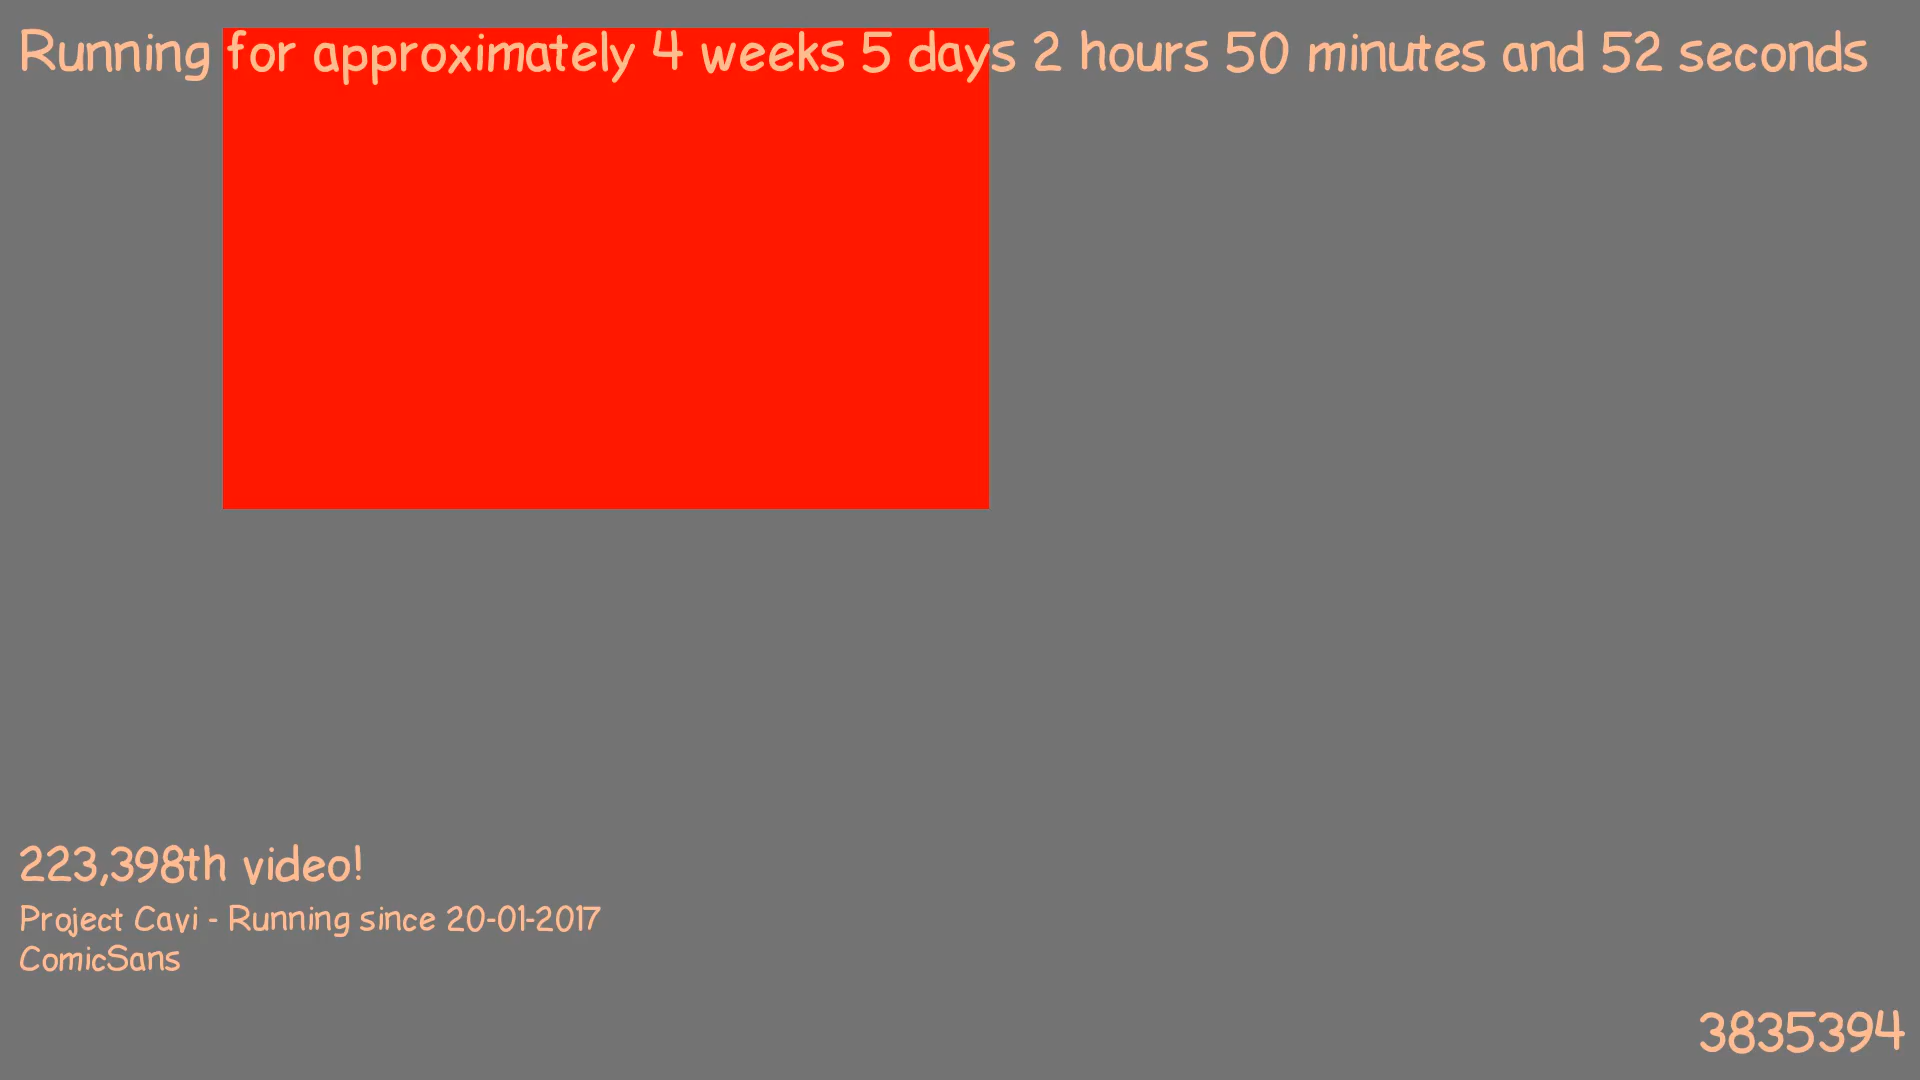 Running for approximately 4 weeks 5 days 2 hours 50 minutes and 52 seconds
223,398th video!
Project Cavi - Running since 20-01-2017
ComicSans
3835394